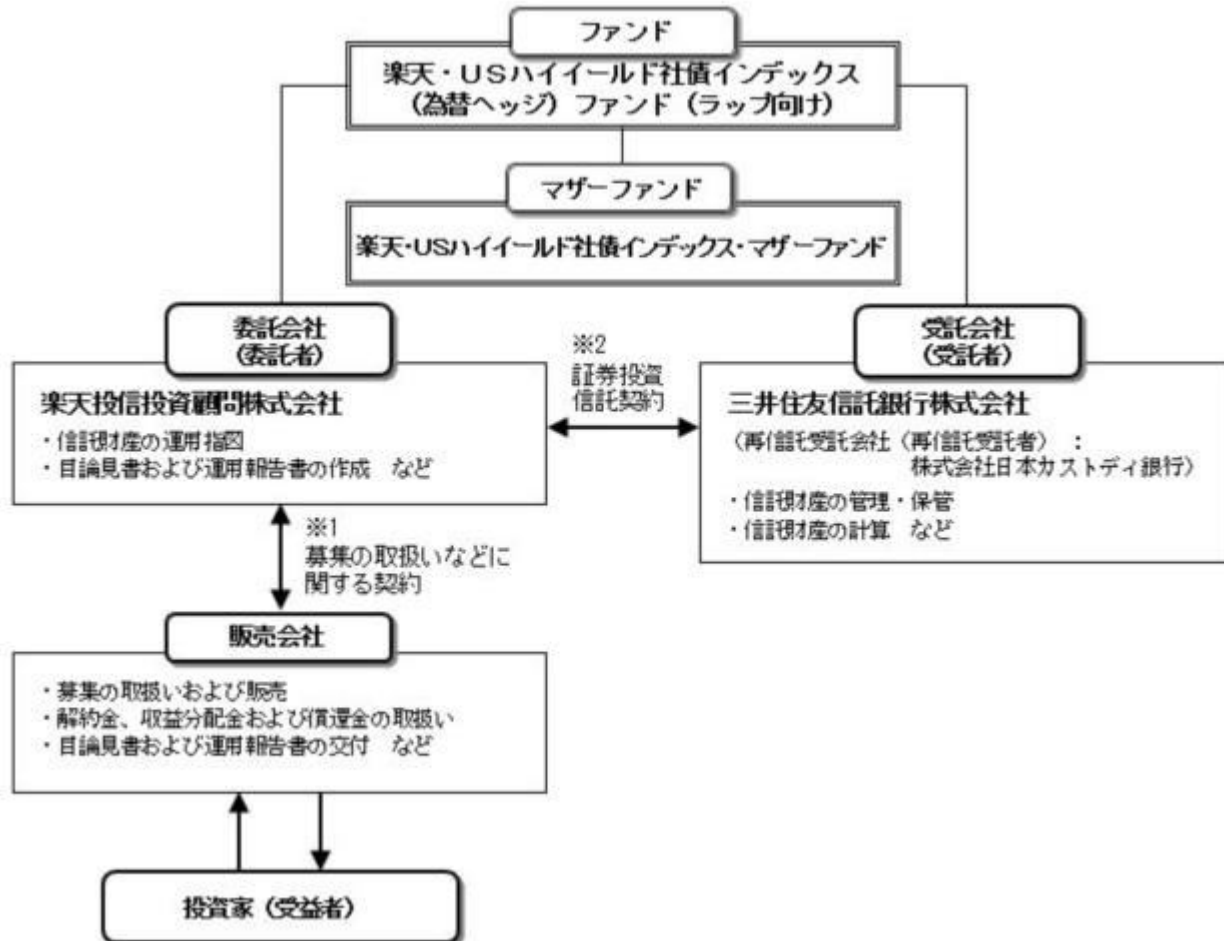 ファンド
楽天・USハイイールド社債インデックス
(為替ヘッジ) ファンド (ラップ向け)
マザーファンド
楽天・USハイイールド社債インデックス・マザーファンド
委託会社
(委託者)
楽天投信投資顧問株式会社
・信託財産の運用指図
・目論見書および運用報告書の作成 など
※2
証券投資
信託契約
受託会社
(受託者)
三井住友信託銀行株式会社
(再信託受託会社(再信託受託者) :
株式会社日本カストディ銀行)
・信託財産の管理・保管
・信託財産の計算 など
※1
募集の取扱いなどに
関する契約
販売会社
・募集の取扱いおよび販売
・解約金、収益分配金および償還金の取扱い
・目論見書および運用報告書の交付 など
投資家 (受益者)